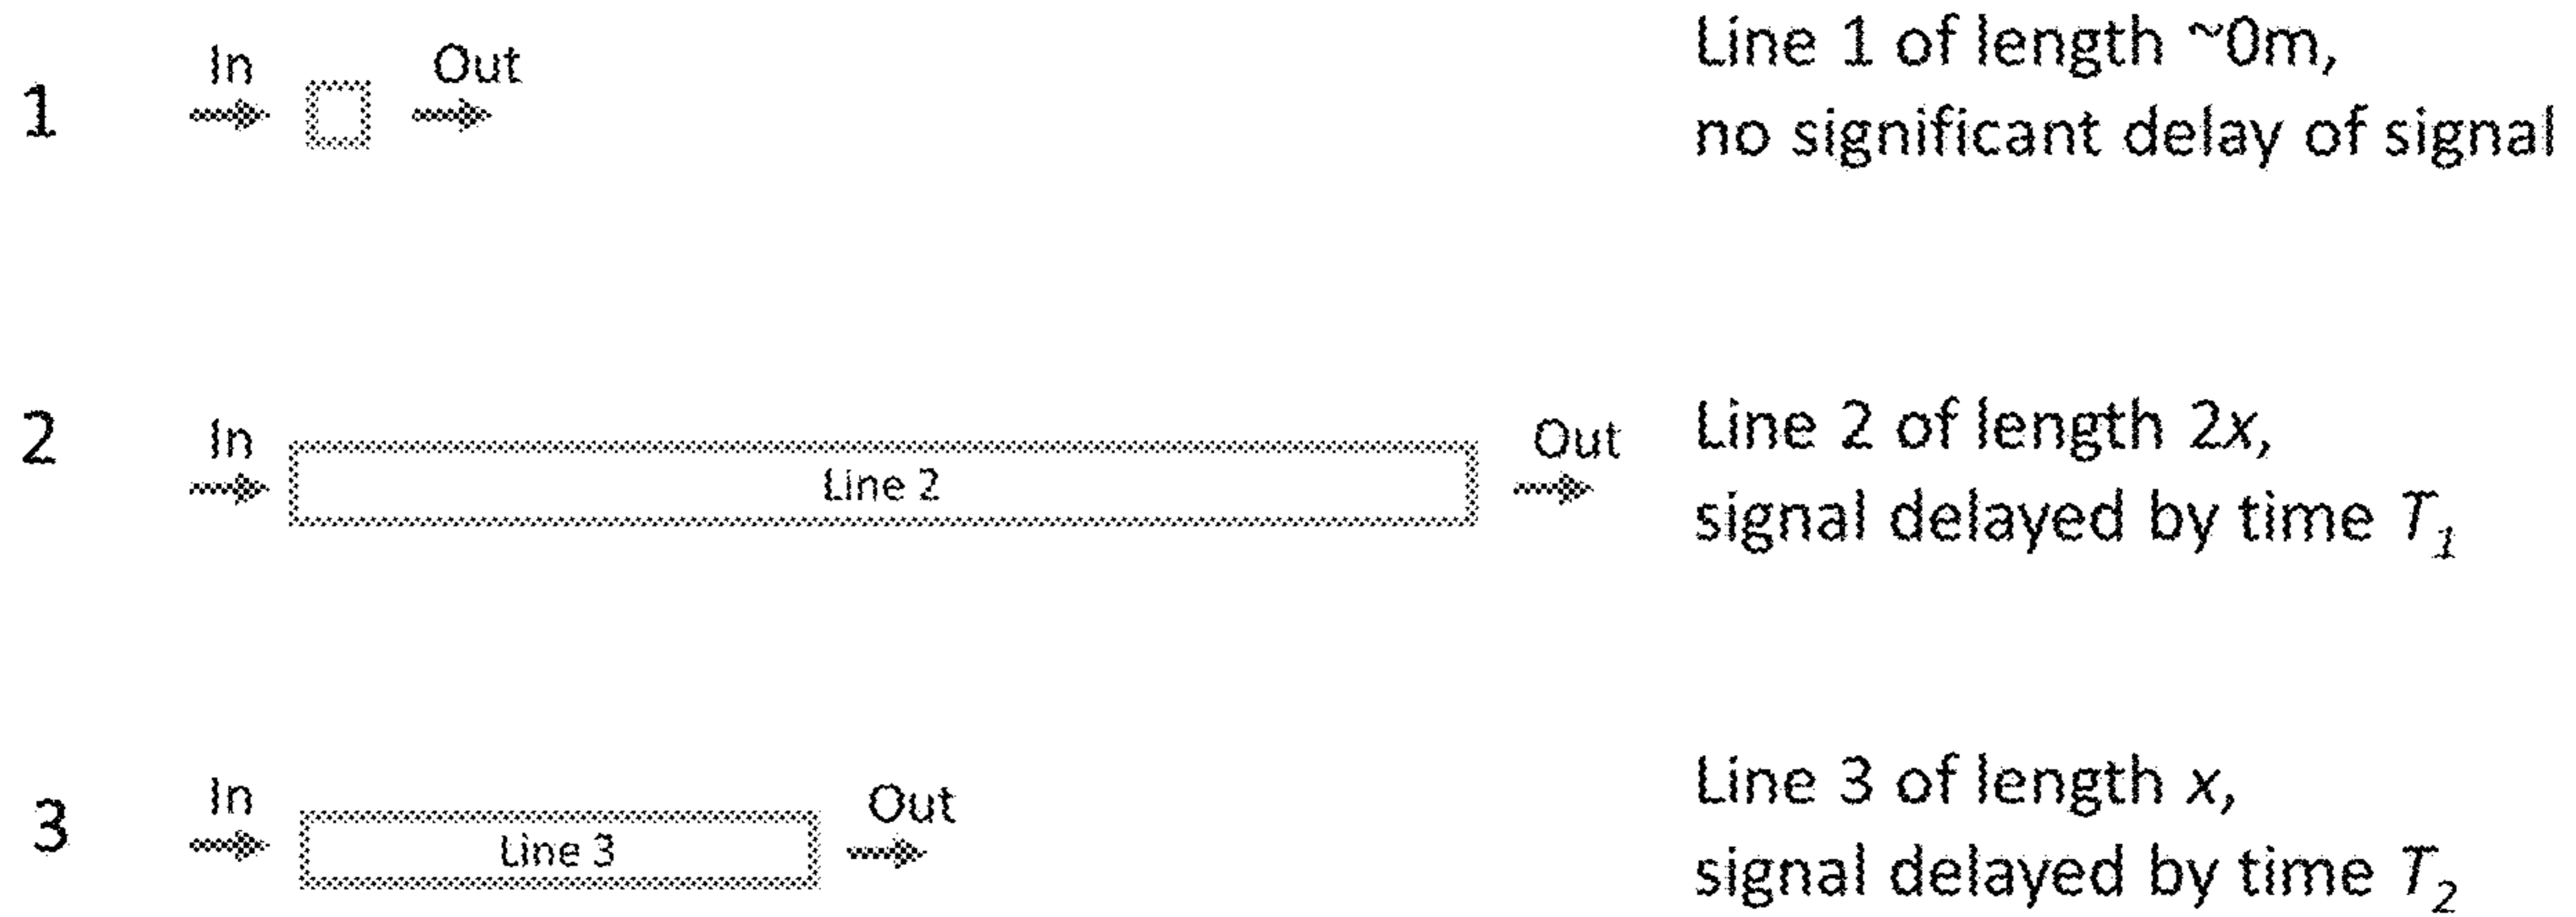 1
In
Out
Line 1 of length ~0m,
no significant delay of signal
2
In
Line 2
Out
Line 2 of length 2x,
signal delayed by time T₁
3
In
Line 3
Out
Line 3 of length x,
signal delayed by time T₂